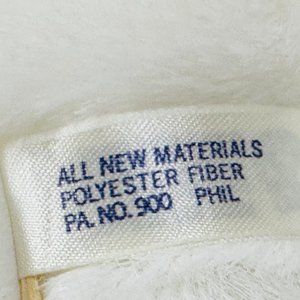 ALL NEW MATERIALS
POLYESTER FIBER
PA. NO. 900 PHIL